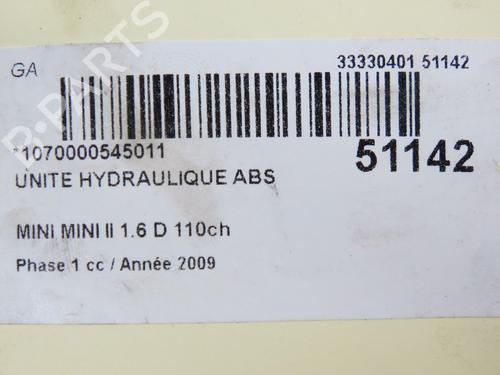 GA 33330401 51142
*1070000545011 51142
UNITE HYDRAULIQUE ABS
MINI MINI II 1.6 D 110ch
Phase 1 cc / Année 2009
B-PARTS